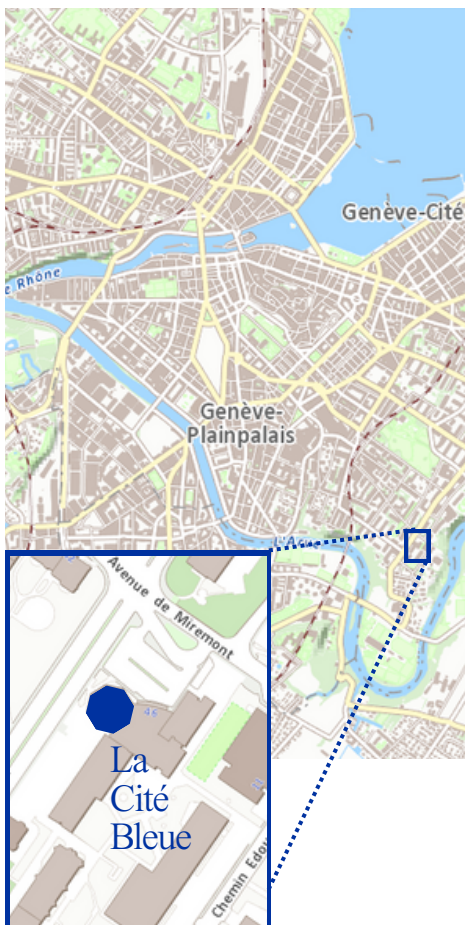 Genève-Cité
e Rhône
Genève-
Plainpalais
L'Arve
Avenue de Miremont
46
La
Cité
Bleue
Chemin Edou